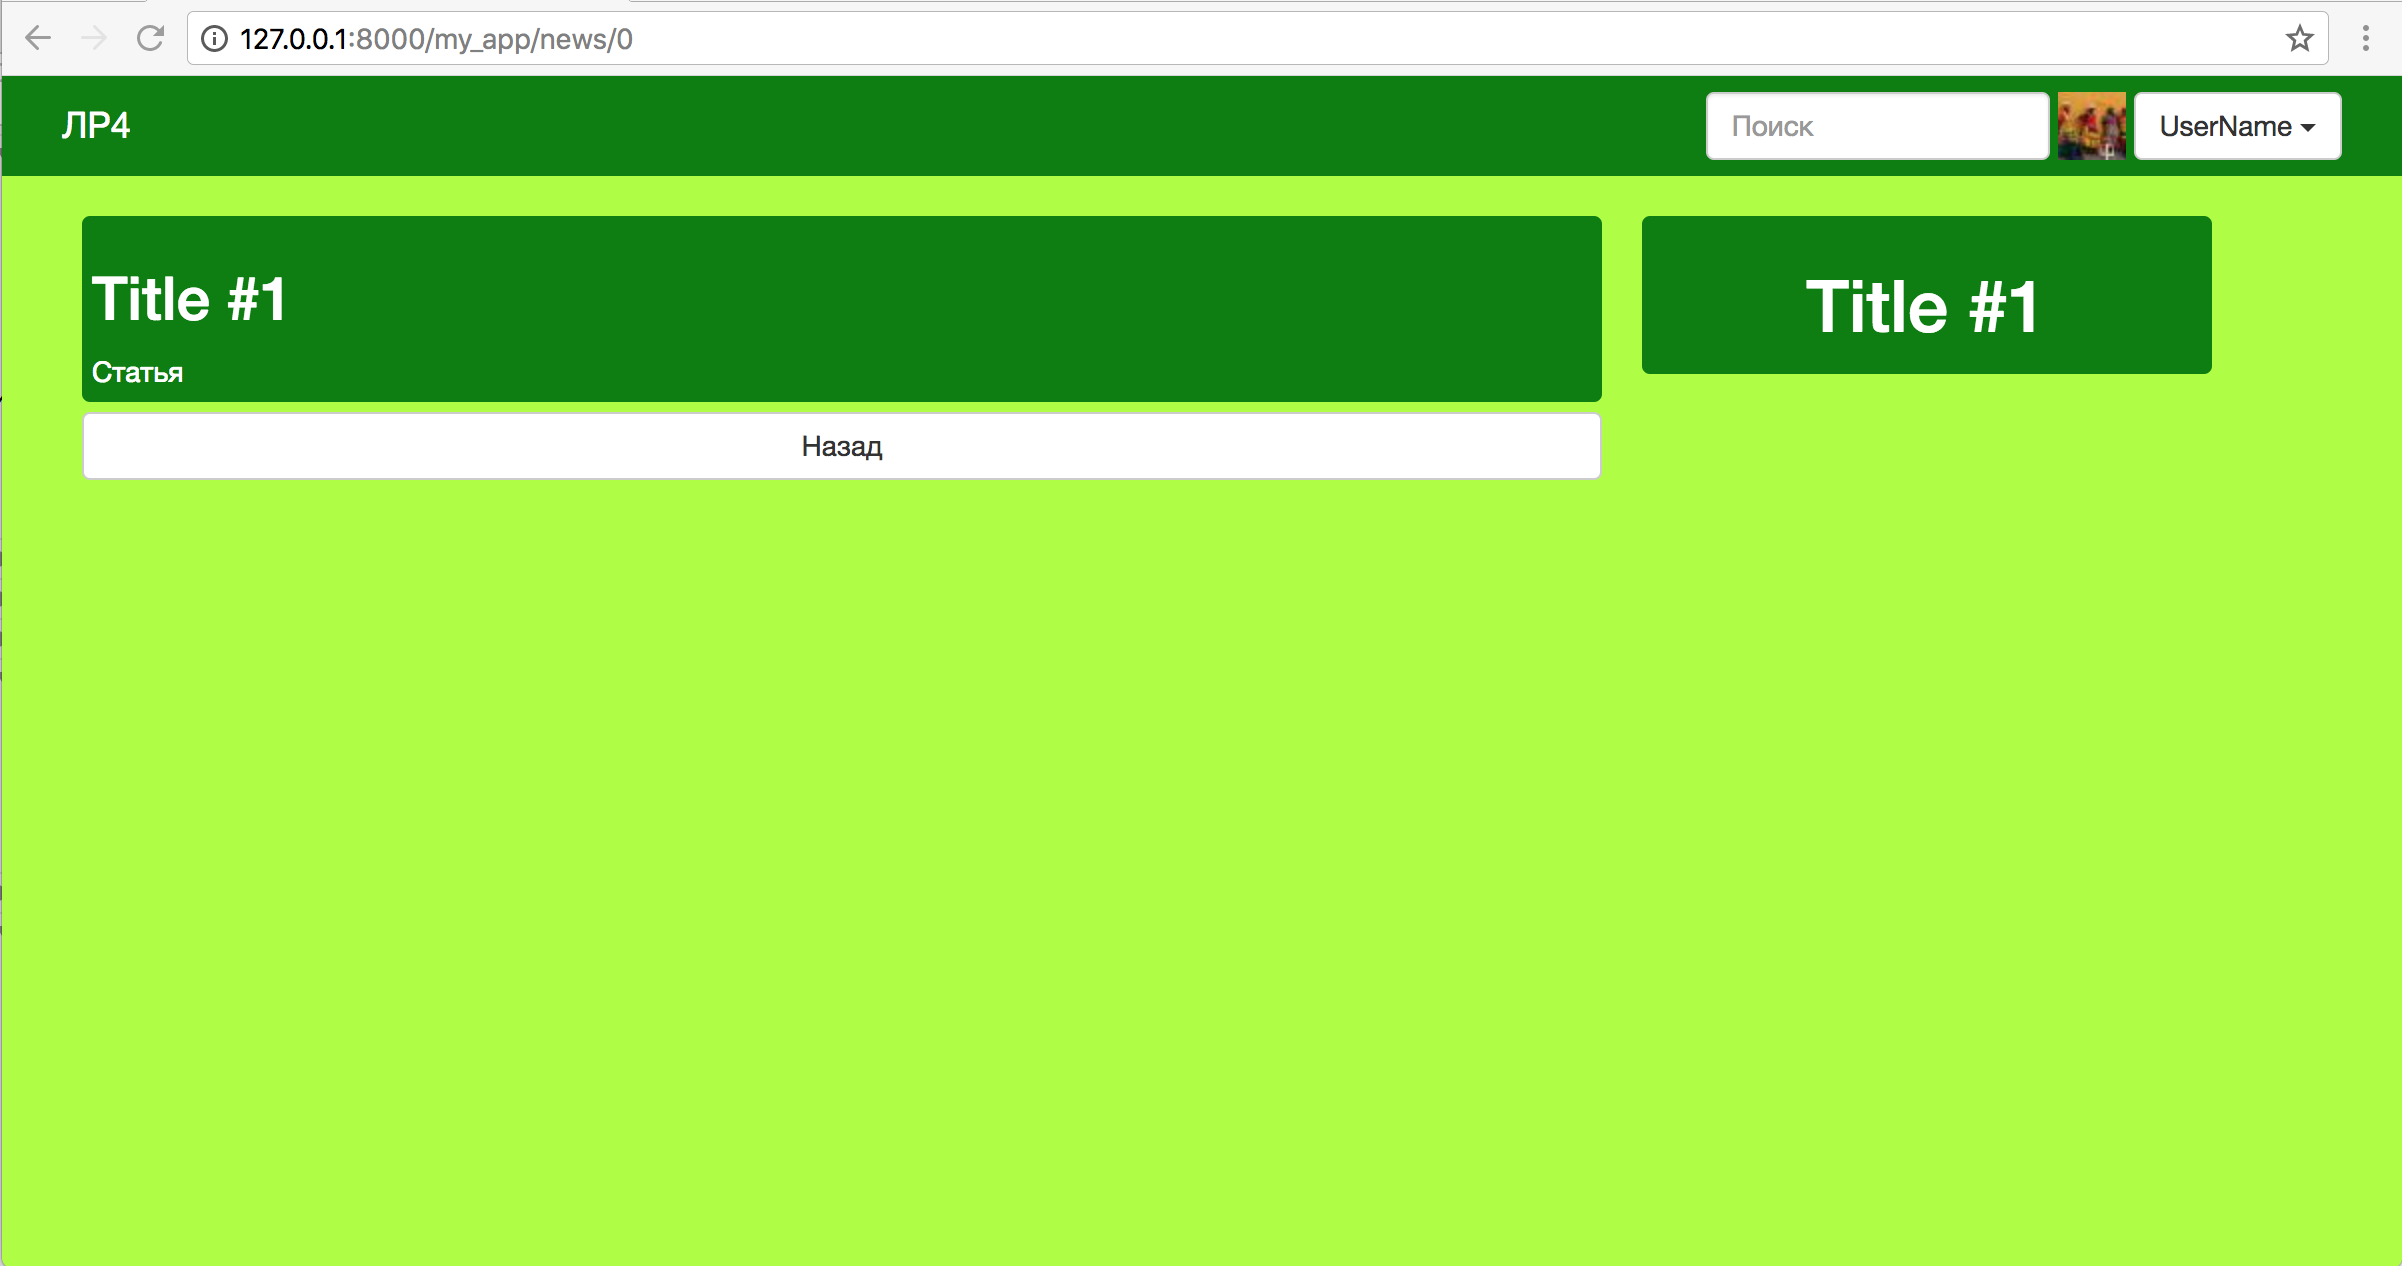 127.0.0.1:8000/my_app/news/0
ЛР4
Поиск
UserName
Title #1
Статья
Назад
Title #1